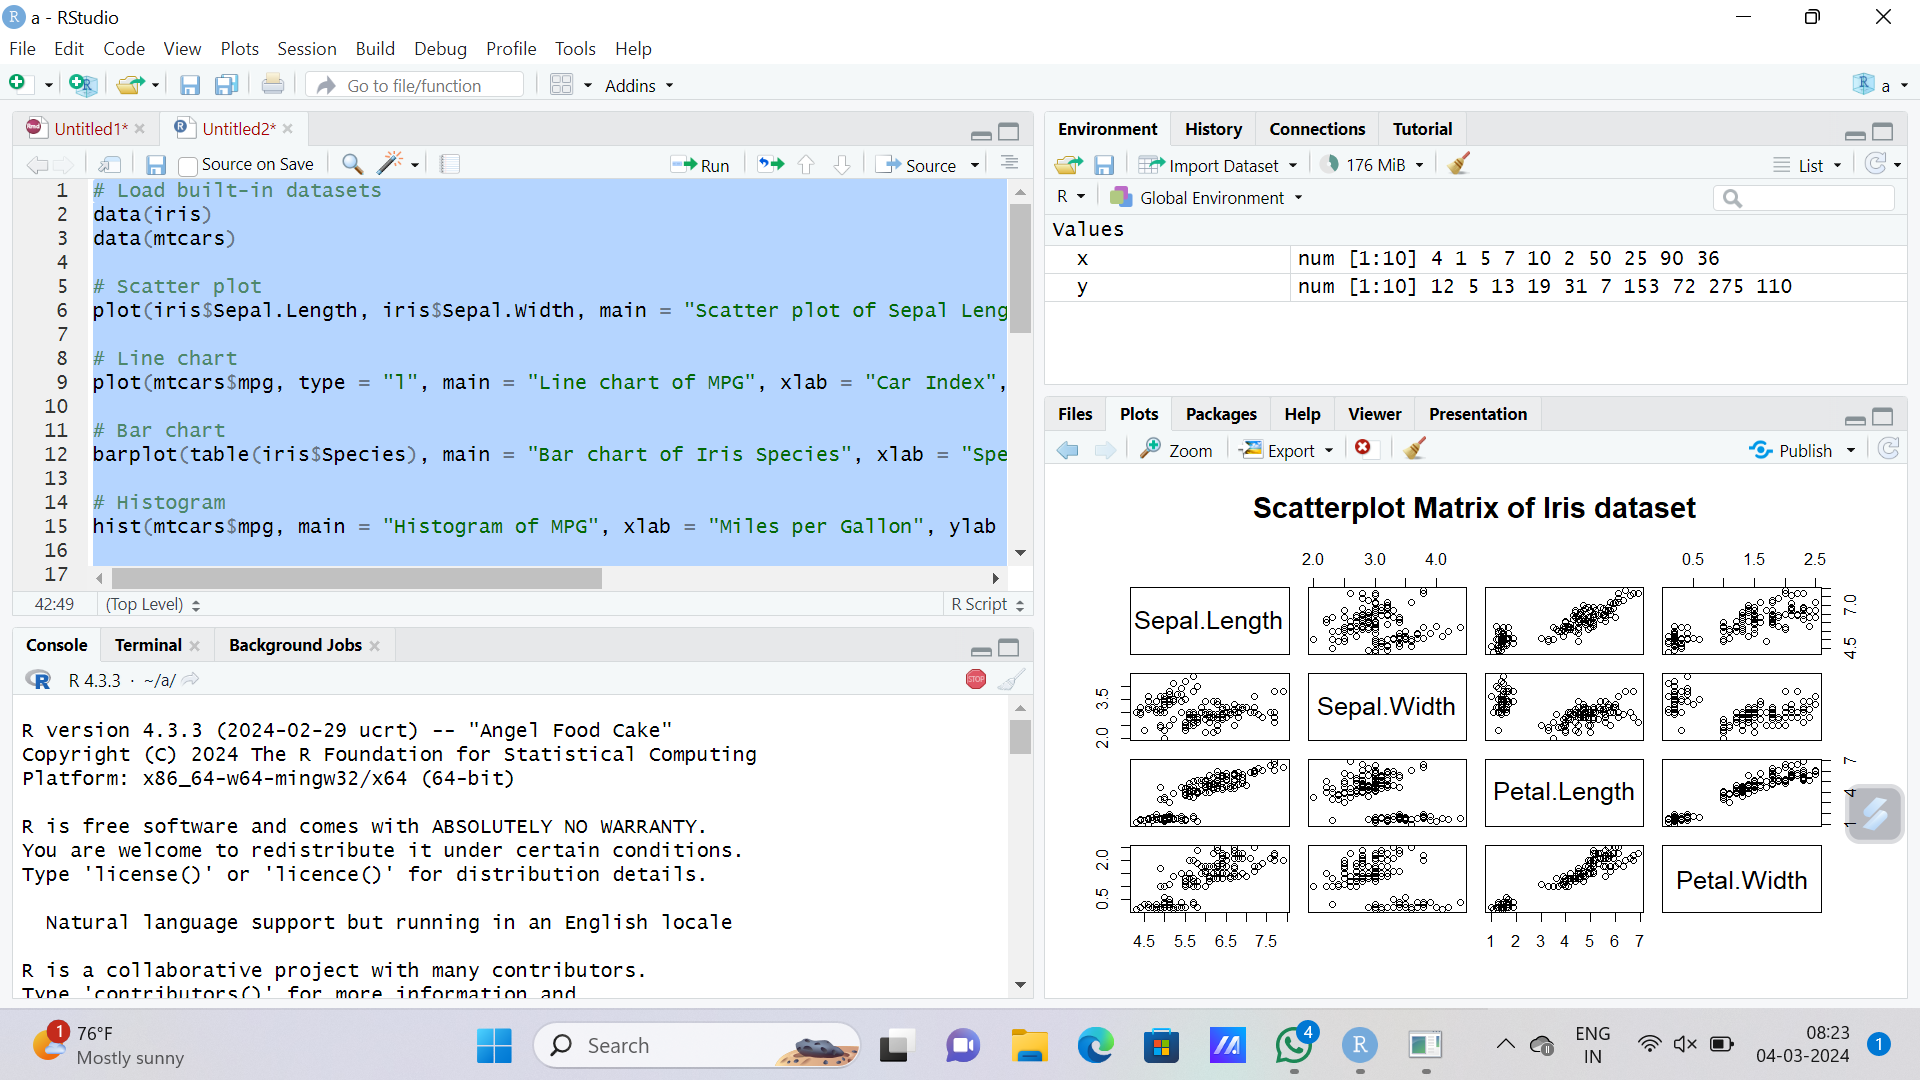 a - RStudio
File Edit Code View Plots Session Build Debug Profile Tools Help
Go to file/function
Addins
a
Untitled1*
Untitled2*
Source on Save
Run
Source
1 # Load built-in datasets
2 data(iris)
3 data(mtcars)
4
5 # Scatter plot
6 plot(iris$Sepal.Length, iris$Sepal.Width, main = "Scatter plot of Sepal Leng
7
8 # Line chart
9 plot(mtcars$mpg, type = "l", main = "Line chart of MPG", xlab = "Car Index",
10
11 # Bar chart
12 barplot(table(iris$Species), main = "Bar chart of Iris Species", xlab = "Spe
13
14 # Histogram
15 hist(mtcars$mpg, main = "Histogram of MPG", xlab = "Miles per Gallon", ylab
16
17
42:49 (Top Level) R Script
Console Terminal Background Jobs
R 4.3.3 · ~/a/
STOP
R version 4.3.3 (2024-02-29 ucrt) -- "Angel Food Cake"
Copyright (C) 2024 The R Foundation for Statistical Computing
Platform: x86_64-w64-mingw32/x64 (64-bit)
R is free software and comes with ABSOLUTELY NO WARRANTY.
You are welcome to redistribute it under certain conditions.
Type 'license()' or 'licence()' for distribution details.
Natural language support but running in an English locale
R is a collaborative project with many contributors.
Type 'contributors()' for more information and
Environment History Connections Tutorial
Import Dataset
176 MiB
List
R Global Environment
Values
x num [1:10] 4 1 5 7 10 2 50 25 90 36
y num [1:10] 12 5 13 19 31 7 153 72 275 110
Files Plots Packages Help Viewer Presentation
Zoom Export Publish
Scatterplot Matrix of Iris dataset
2.0 3.0 4.0 0.5 1.5 2.5
Sepal.Length
4.5 7.0
2.0 3.5
Sepal.Width
Petal.Length
1 4 7
0.5 2.0
Petal.Width
4.5 5.5 6.5 7.5 1 2 3 4 5 6 7
1
76°F
Mostly sunny
Search
4
ENG
IN
08:23
04-03-2024
1